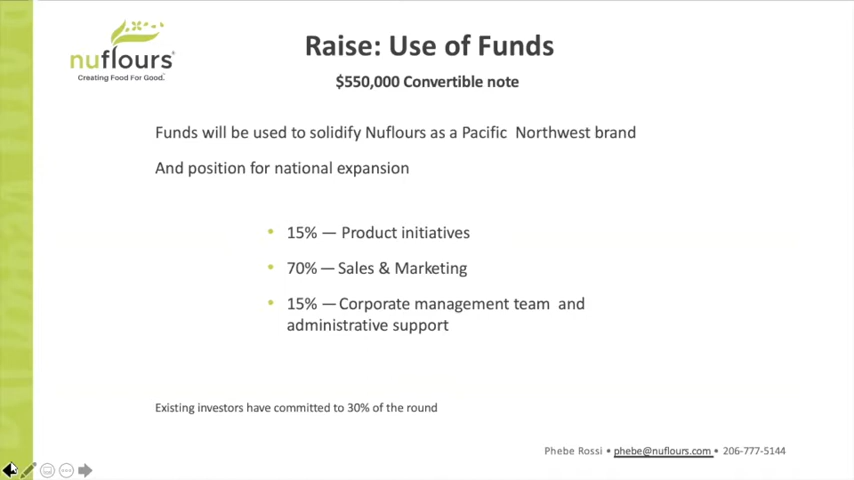 nuflours®
Creating Food For Good.
Raise: Use of Funds
$550,000 Convertible note
Funds will be used to solidify Nuflours as a Pacific Northwest brand
And position for national expansion
• 15% — Product initiatives
• 70% — Sales & Marketing
• 15% — Corporate management team and
administrative support
Existing investors have committed to 30% of the round
Phebe Rossi • phebe@nuflours.com • 206-777-5144